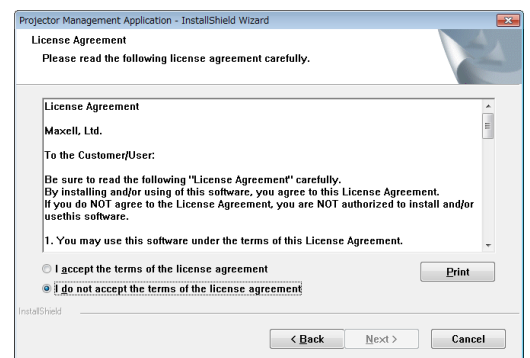 Projector Management Application - InstallShield Wizard
License Agreement
Please read the following license agreement carefully.
License Agreement
Maxell, Ltd.
To the Customer/User:
Be sure to read the following "License Agreement" carefully.
By installing and/or using of this software, you agree to this License Agreement.
If you do NOT agree to the License Agreement, you are NOT authorized to install and/or
usethis software.
1. You may use this software under the terms of this License Agreement.
I accept the terms of the license agreement
Print
I do not accept the terms of the license agreement
InstallShield
< Back
Next >
Cancel